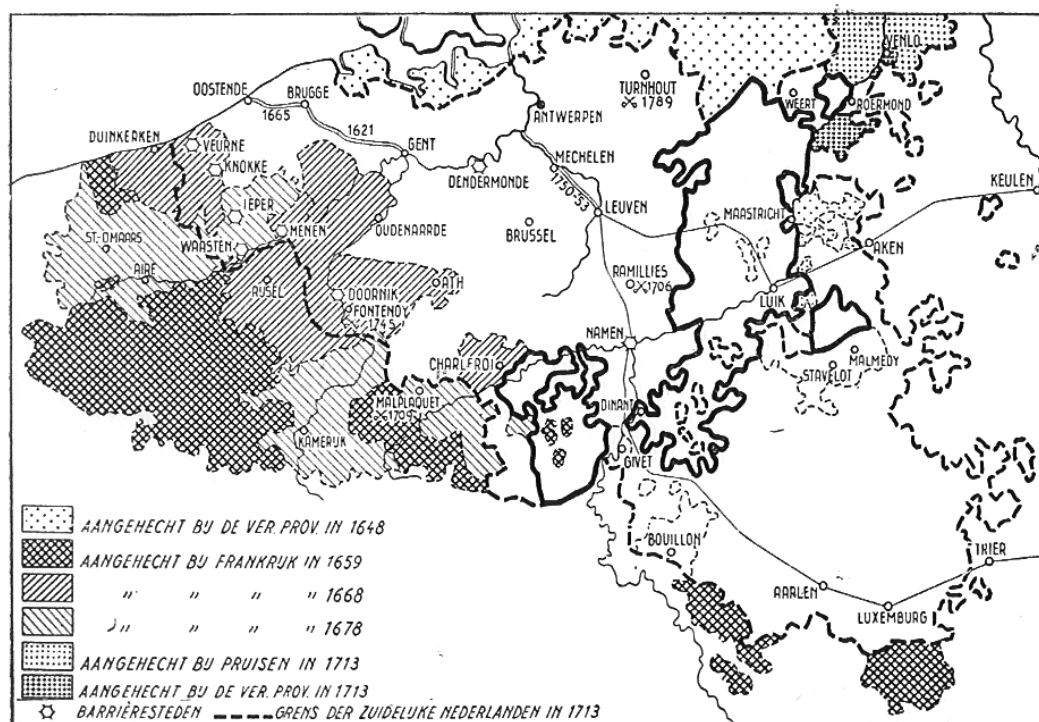 VENLO
OOSTENDE
BRUGGE
1665
TURNHOUT
1789
WEERT
ROERMOND
ANTWERPEN
DUINKERKEN
VEURNE
1621
GENT
KNOKKE
DENDERMONDE
MECHELEN
1750-53
KEULEN
IEPER
LEUVEN
MAASTRICHT
ST-OMAARS
WAASTEN
MENEN
OUDENAARDE
BRUSSEL
AKEN
AIRE
RIJSEL
DOORNIK
ATH
RAMILLIES
1706
LUIK
FONTENOY
1745
NAMEN
CHARLEROI
MALMEDY
STAVELOT
MALPLAQUET
1709
DINANT
KAMERIJK
GIVET
BOUILLON
TRIER
AARLEN
LUXEMBURG
AANGEHECHT BIJ DE VER. PROV. IN 1648
AANGEHECHT BIJ FRANKRIJK IN 1659
" " " " 1668
" " " " 1678
AANGEHECHT BIJ PRUISEN IN 1713
AANGEHECHT BIJ DE VER. PROV. IN 1713
BARRIÈRESTEDEN GRENS DER ZUIDELIJKE NEDERLANDEN IN 1713